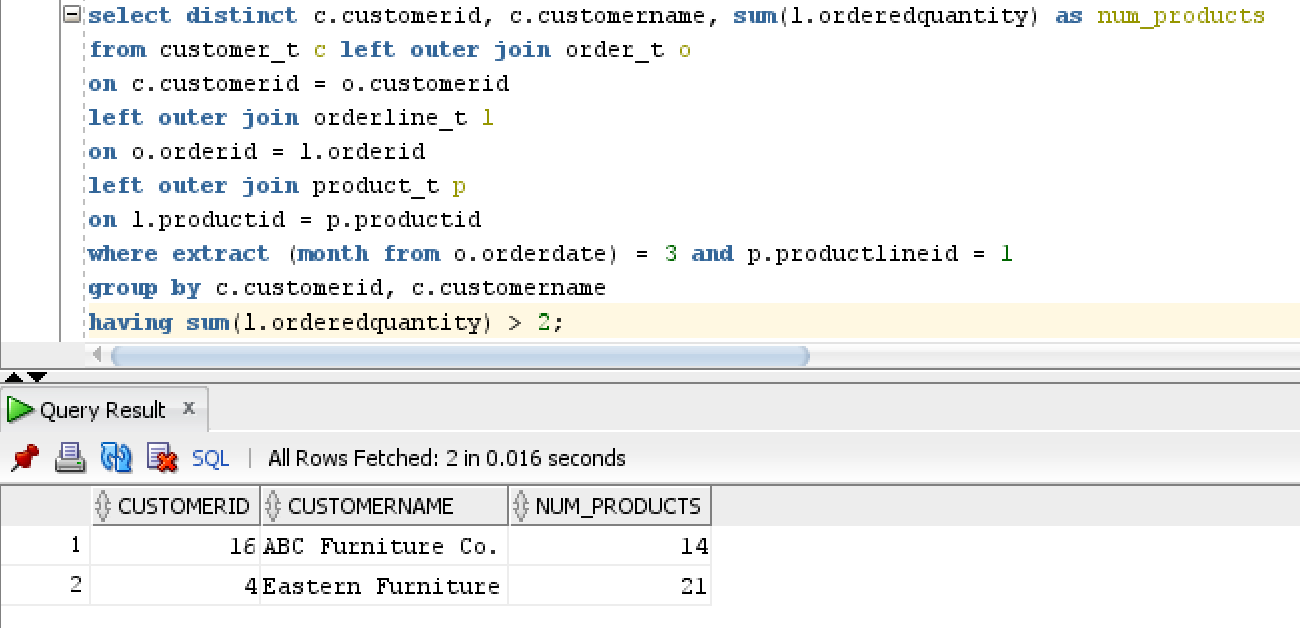 select distinct c.customerid, c.customername, sum(l.orderedquantity) as num_products
from customer_t c left outer join order_t o
on c.customerid = o.customerid
left outer join orderline_t l
on o.orderid = l.orderid
left outer join product_t p
on l.productid = p.productid
where extract (month from o.orderdate) = 3 and p.productlineid = 1
group by c.customerid, c.customername
having sum(l.orderedquantity) > 2;
Query Result x
SQL | All Rows Fetched: 2 in 0.016 seconds
CUSTOMERID CUSTOMERNAME NUM_PRODUCTS
1 16 ABC Furniture Co. 14
2 4 Eastern Furniture 21